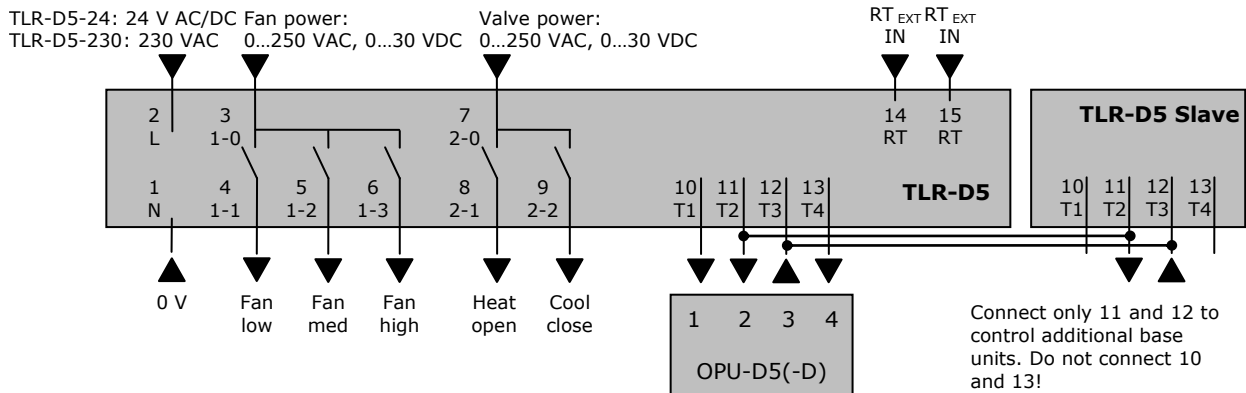 TLR-D5-24: 24 V AC/DC Fan power: Valve power: RT EXT RT EXT
TLR-D5-230: 230 VAC 0...250 VAC, 0...30 VDC 0...250 VAC, 0...30 VDC IN IN
2 3 7 14 15 TLR-D5 Slave
L 1-0 2-0 RT RT
1 4 5 6 8 9 10 11 12 13 TLR-D5 10 11 12 13
N 1-1 1-2 1-3 2-1 2-2 T1 T2 T3 T4 T1 T2 T3 T4
0 V Fan Fan Fan Heat Cool
low med high open close
1 2 3 4
OPU-D5(-D)
Connect only 11 and 12 to
control additional base
units. Do not connect 10
and 13!